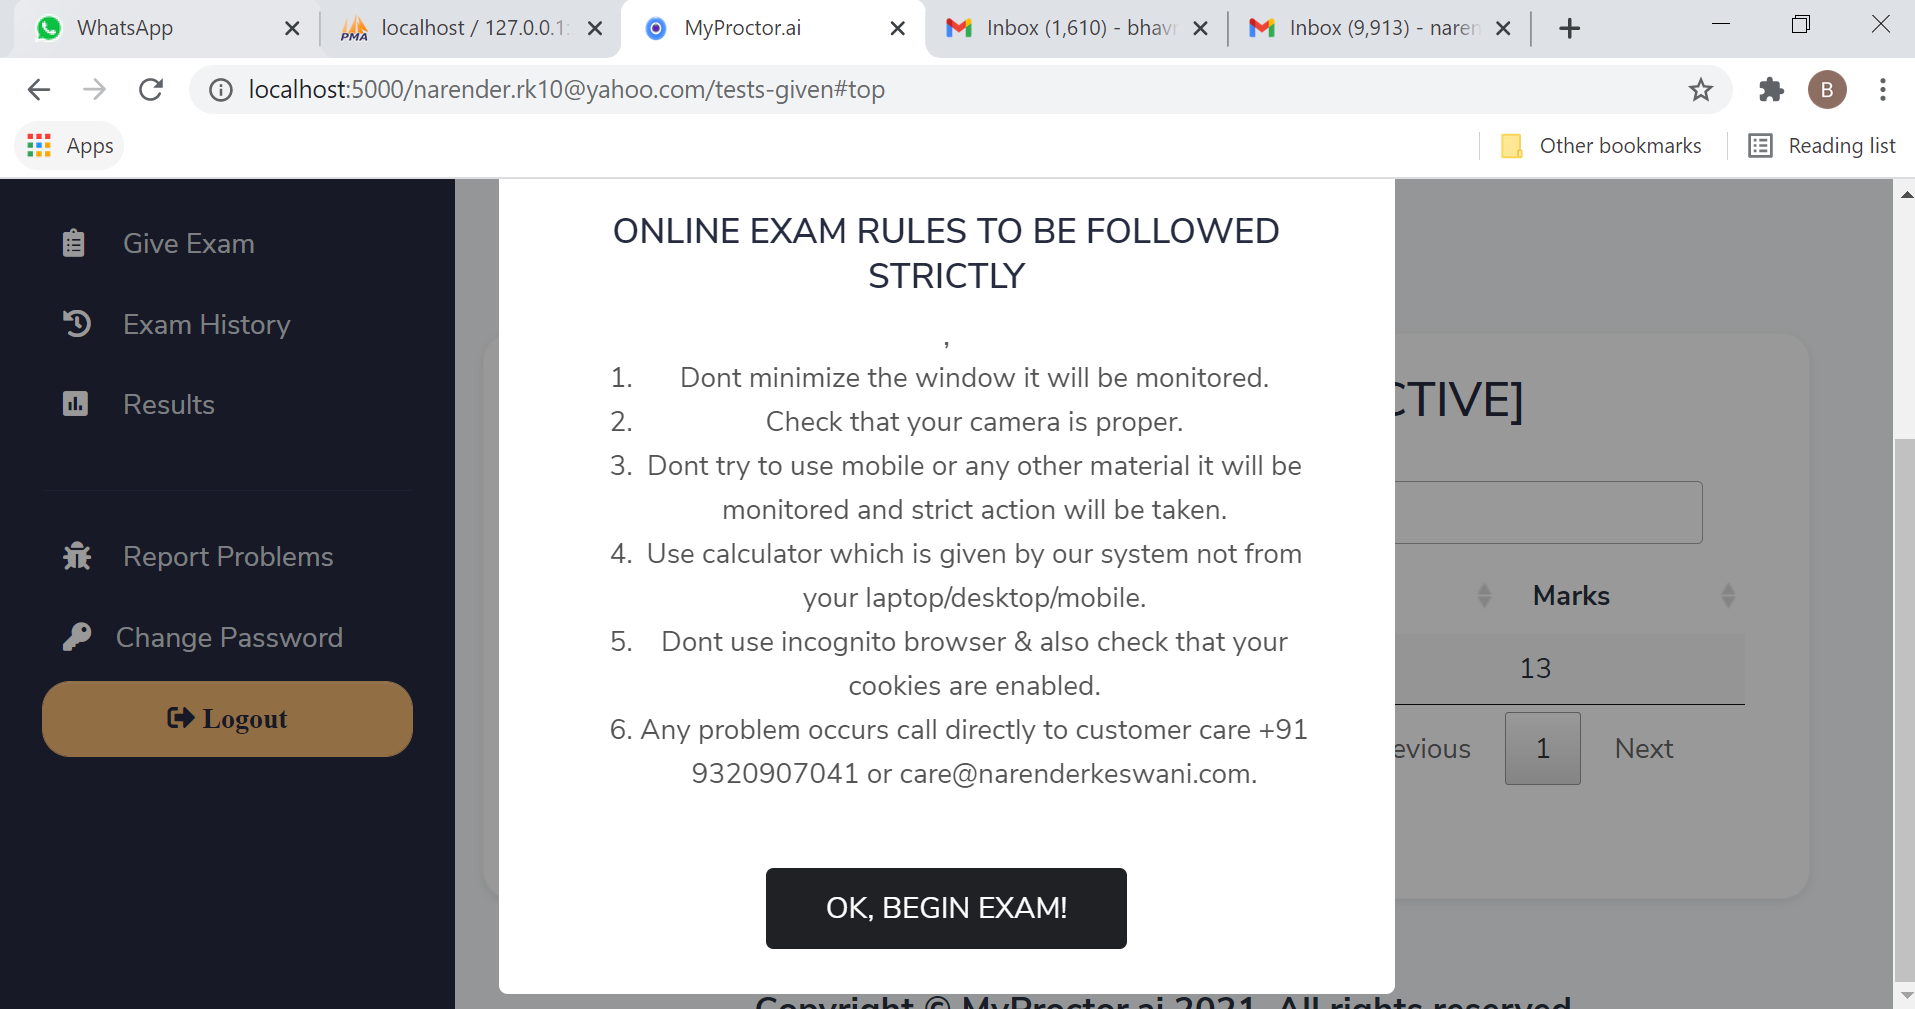 WhatsApp
localhost / 127.0.0.1:
MyProctor.ai
Inbox (1,610) - bhavn
Inbox (9,913) - naren
localhost:5000/narender.rk10@yahoo.com/tests-given#top
B
Apps
Other bookmarks
Reading list
Give Exam
Exam History
Results
Report Problems
Change Password
Logout
ONLINE EXAM RULES TO BE FOLLOWED
STRICTLY
,
1. Dont minimize the window it will be monitored.
2. Check that your camera is proper.
3. Dont try to use mobile or any other material it will be
monitored and strict action will be taken.
4. Use calculator which is given by our system not from
your laptop/desktop/mobile.
5. Dont use incognito browser & also check that your
cookies are enabled.
6. Any problem occurs call directly to customer care +91
9320907041 or care@narenderkeswani.com.
OK, BEGIN EXAM!
CTIVE]
Marks
13
evious
1
Next
Copyright © MyProctor.ai 2021. All rights reserved